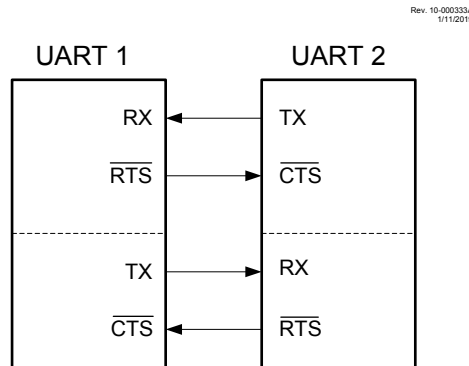 Rev. 10-000333A
1/11/2019
UART 1 UART 2
RX TX
RTS CTS
TX RX
CTS RTS